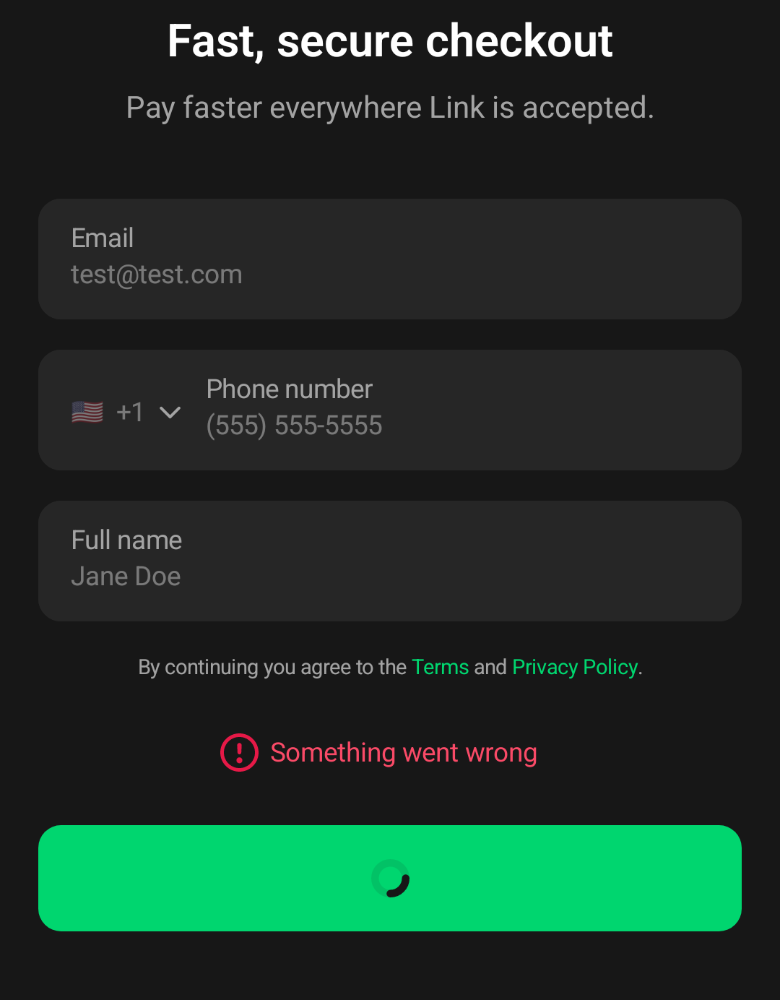 Fast, secure checkout
Pay faster everywhere Link is accepted.
Email
test@test.com
Phone number
+1
(555) 555-5555
Full name
Jane Doe
By continuing you agree to the Terms and Privacy Policy.
Something went wrong